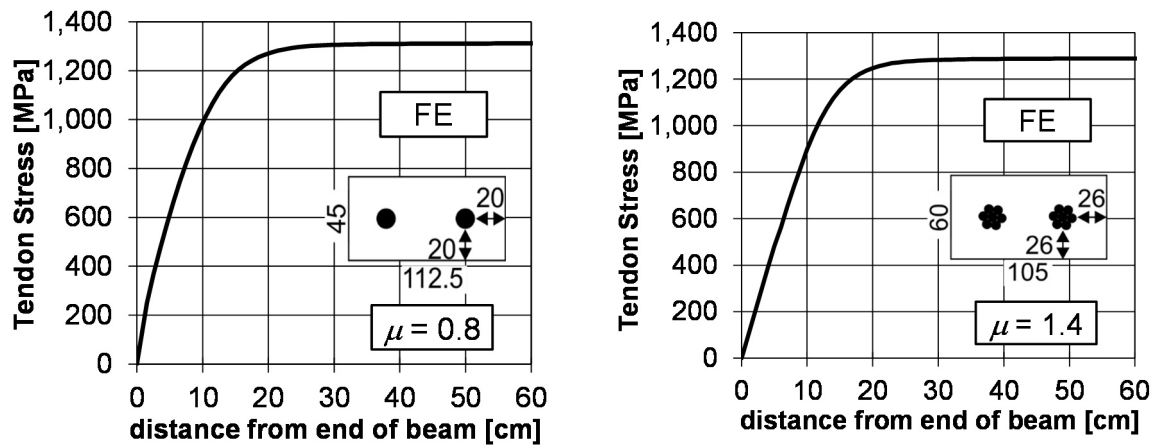 Tendon Stress [MPa]
1,400
1,200
1,000
800
600
400
200
0
0 10 20 30 40 50 60
distance from end of beam [cm]
FE
45
20
20
112.5
μ = 0.8
Tendon Stress [MPa]
1,400
1,200
1,000
800
600
400
200
0
0 10 20 30 40 50 60
distance from end of beam [cm]
FE
60
26
26
105
μ = 1.4